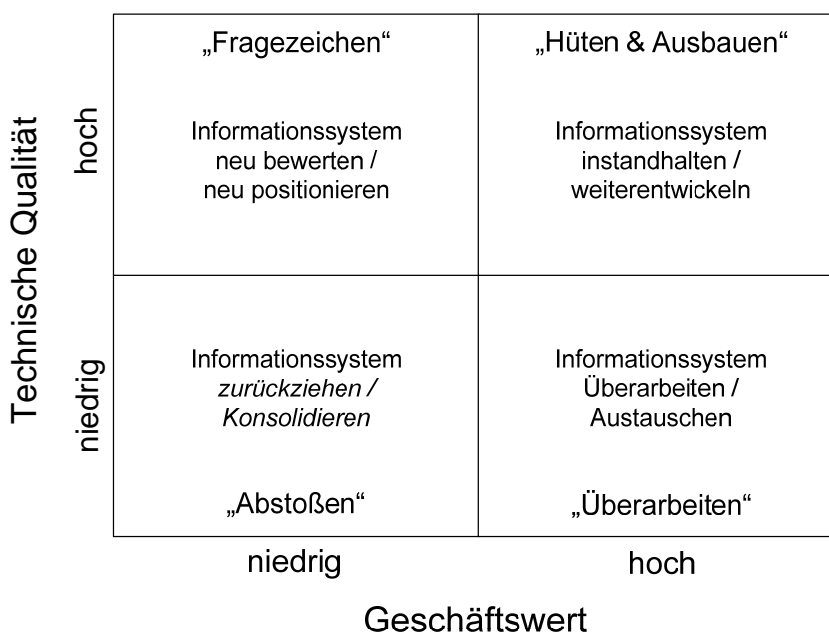 Technische Qualität
hoch
niedrig
„Fragezeichen“
Informationssystem
neu bewerten /
neu positionieren
„Hüten & Ausbauen“
Informationssystem
instandhalten /
weiterentwickeln
Informationssystem
zurückziehen /
Konsolidieren
„Abstoßen“
Informationssystem
Überarbeiten /
Austauschen
„Überarbeiten“
niedrig
hoch
Geschäftswert